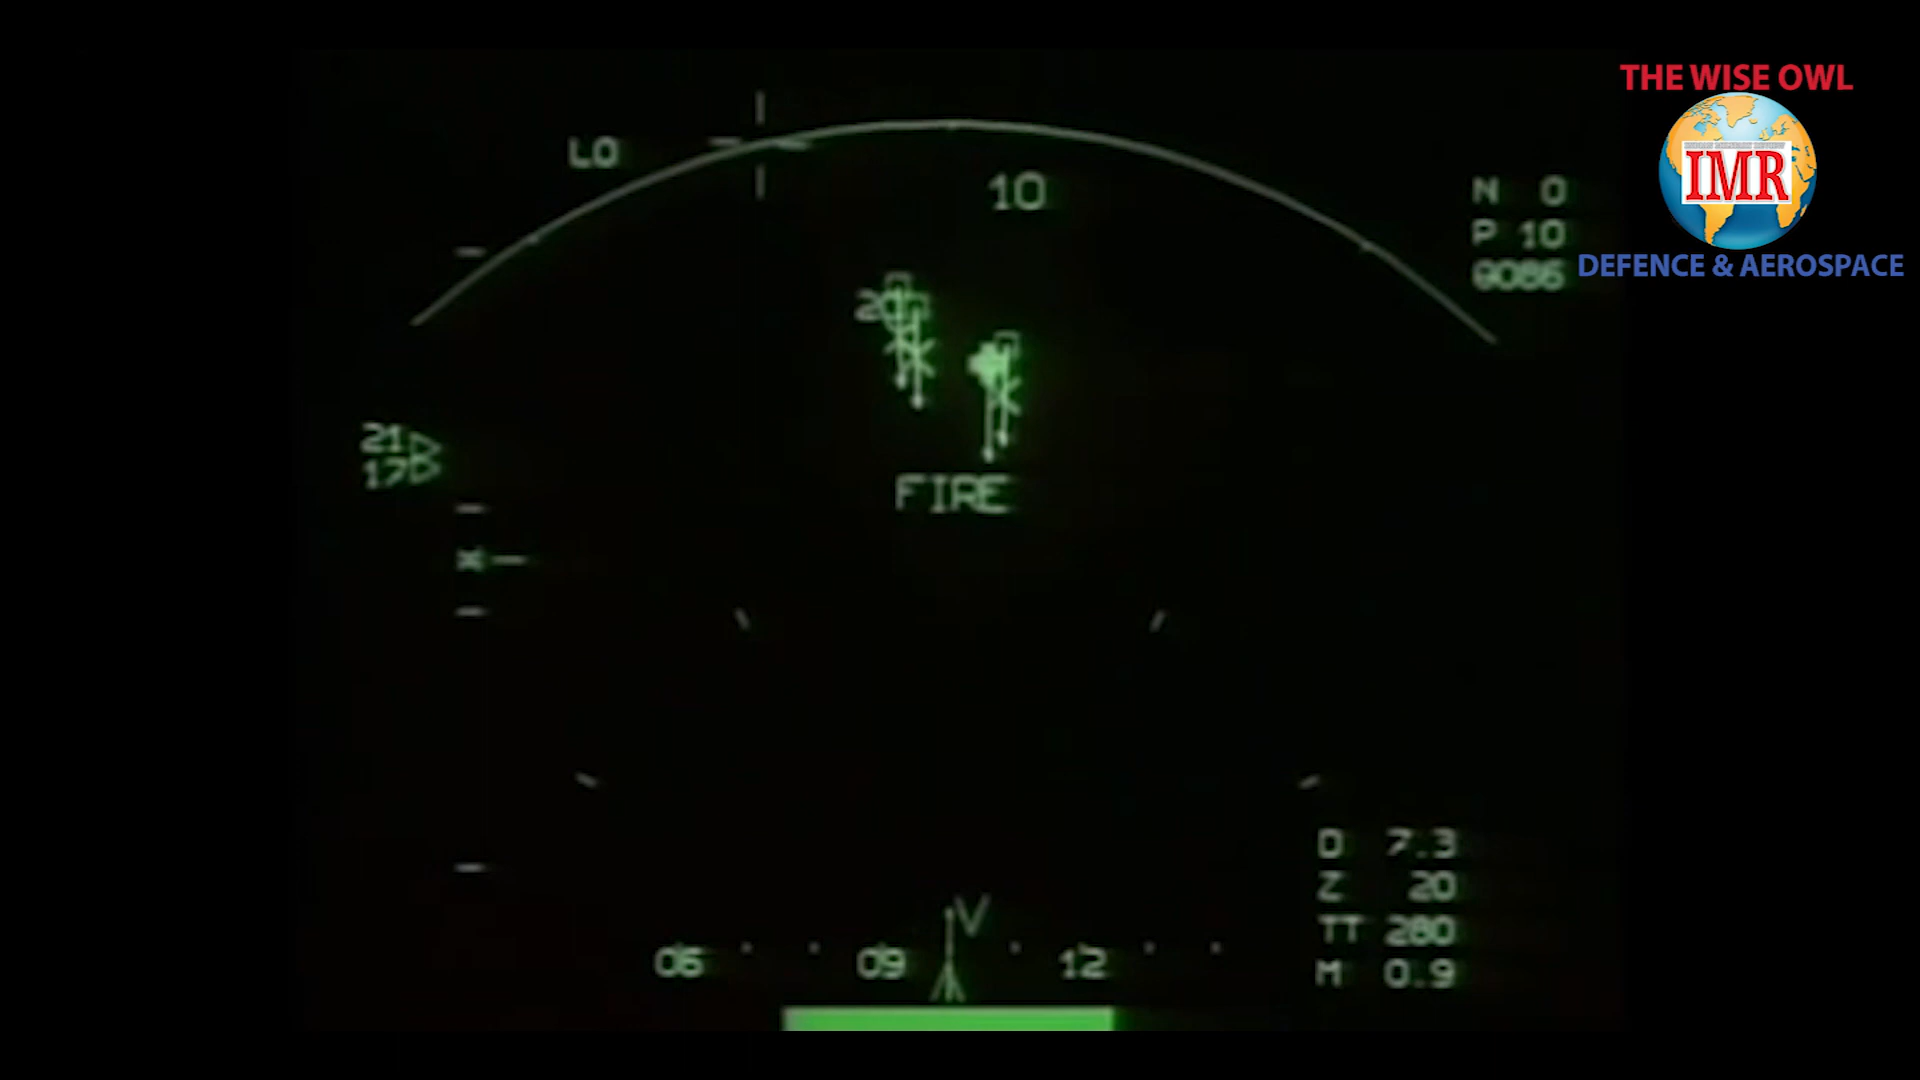 THE WISE OWL
IMR
DEFENCE & AEROSPACE
LO
10
N 0
P 10
20
21
17
FIRE
D 7.3
Z 20
TT 280
M 0.9
V
06 09 12